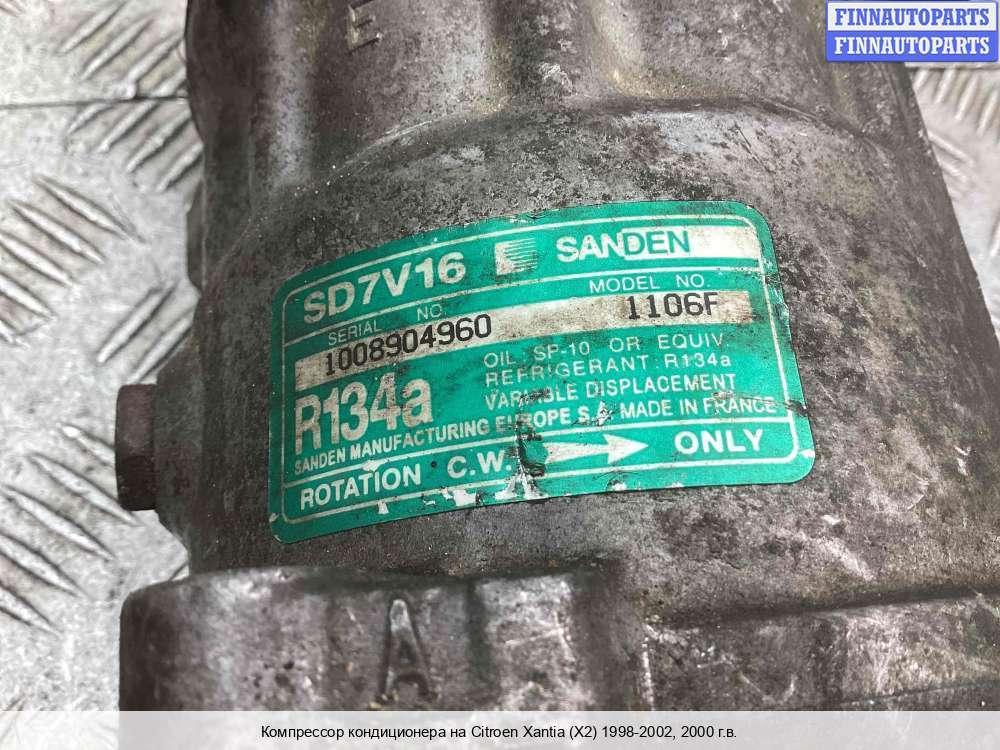 FINNAUTOPARTS
FINNAUTOPARTS
E
SD7V16 SANDEN
SERIAL NO. MODEL NO.
1008904960 1106F
R134a
OIL SP-10 OR EQUIV.
REFRIGERANT R134a
VARIABLE DISPLACEMENT
SANDEN MANUFACTURING EUROPE S.A. MADE IN FRANCE
ROTATION C.W. ONLY
A
Компрессор кондиционера на Citroen Xantia (X2) 1998-2002, 2000 г.в.